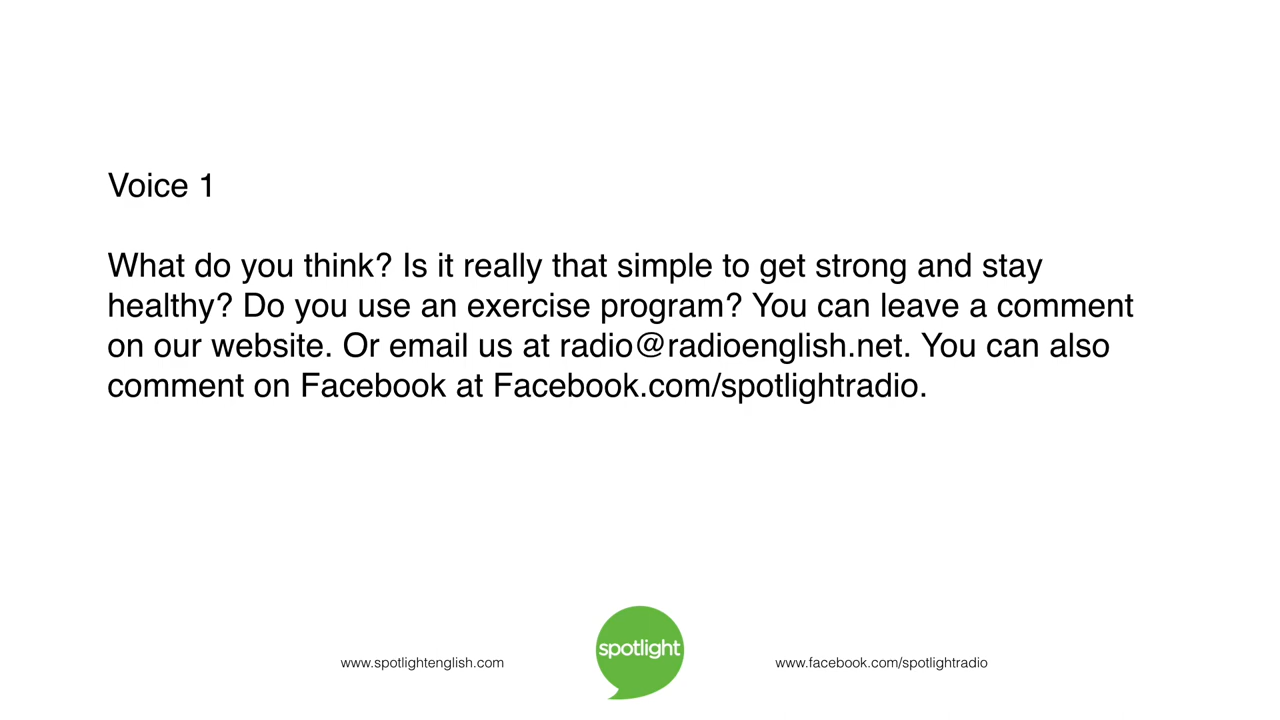 Voice 1
What do you think? Is it really that simple to get strong and stay
healthy? Do you use an exercise program? You can leave a comment
on our website. Or email us at radio@radioenglish.net. You can also
comment on Facebook at Facebook.com/spotlightradio.
www.spotlightenglish.com
spotlight
www.facebook.com/spotlightradio